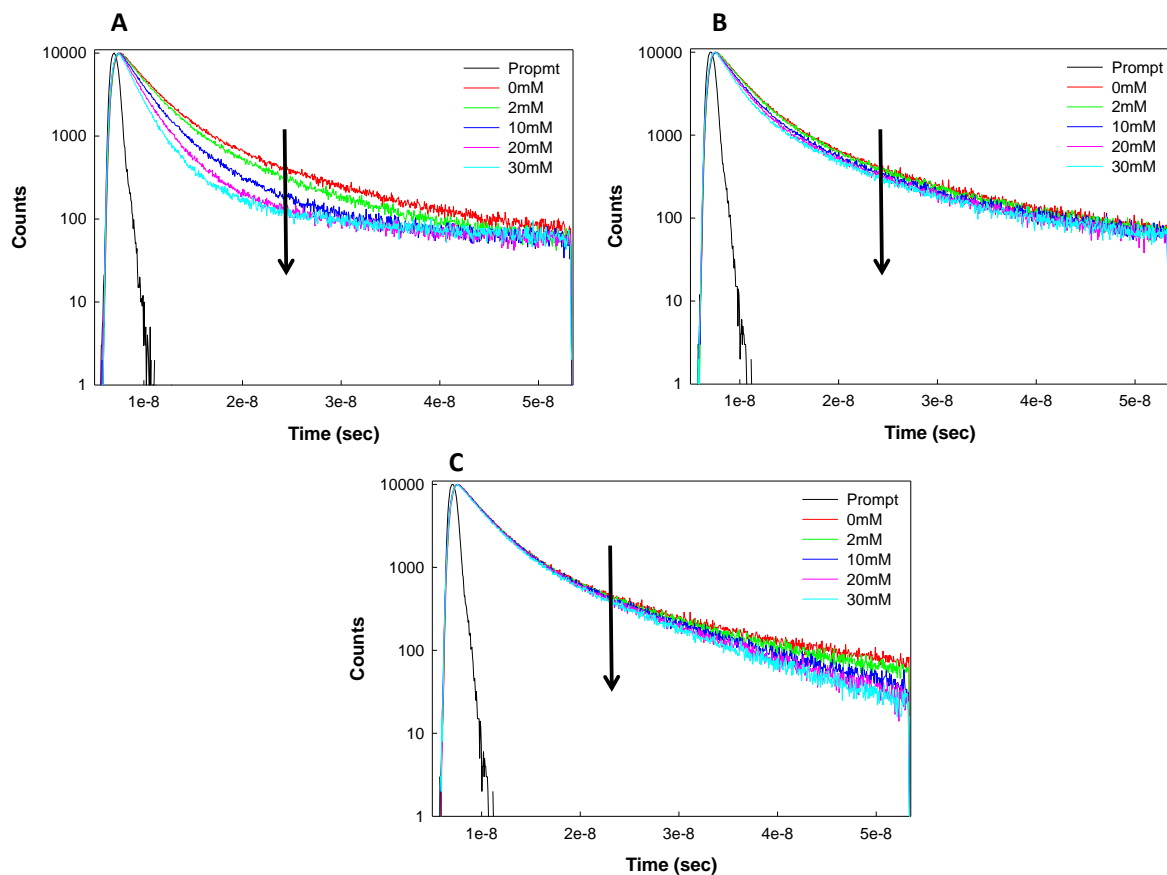 A
10000
1000
100
10
1
Counts
1e-8
2e-8
3e-8
4e-8
5e-8
Time (sec)
Propmt
0mM
2mM
10mM
20mM
30mM
B
10000
1000
100
10
1
Counts
1e-8
2e-8
3e-8
4e-8
5e-8
Time (sec)
Prompt
0mM
2mM
10mM
20mM
30mM
C
10000
1000
100
10
1
Counts
1e-8
2e-8
3e-8
4e-8
5e-8
Time (sec)
Prompt
0mM
2mM
10mM
20mM
30mM